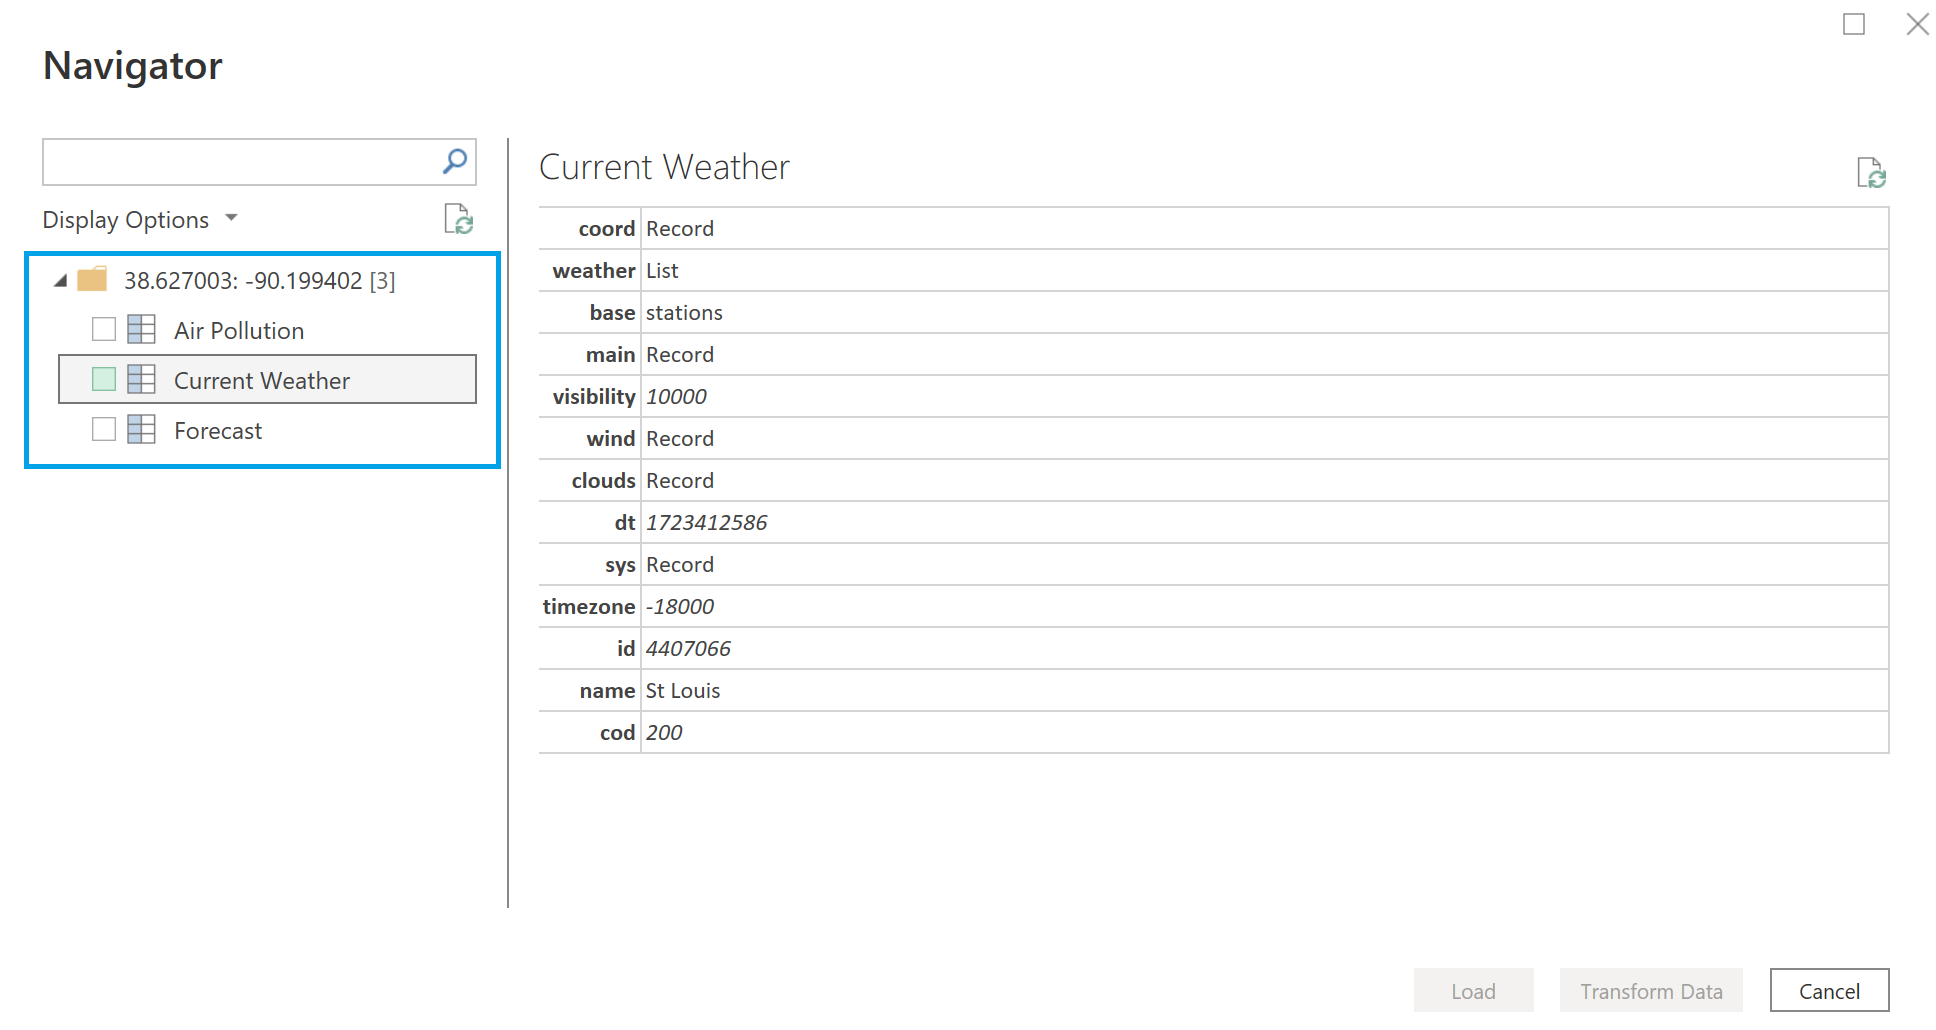 Navigator
Display Options
38.627003: -90.199402 [3]
Air Pollution
Current Weather
Forecast
Current Weather
coord Record
weather List
base stations
main Record
visibility 10000
wind Record
clouds Record
dt 1723412586
sys Record
timezone -18000
id 4407066
name St Louis
cod 200
Load Transform Data Cancel